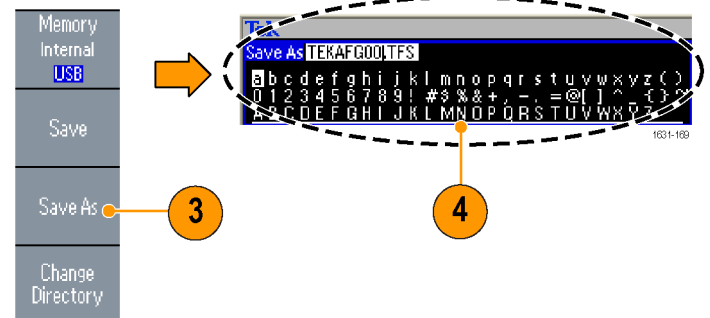 Memory
Internal
USB
Save
Save As
Change
Directory
Tek
Save As TEKAFG00.TFS
a b c d e f g h i j k l m n o p q r s t u v w x y z ( )
0 1 2 3 4 5 6 7 8 9 ! # $ % & + , - . = @ [ ] ^ _ { } ~
A B C D E F G H I J K L M N O P Q R S T U V W X Y Z
3
4
1631-169